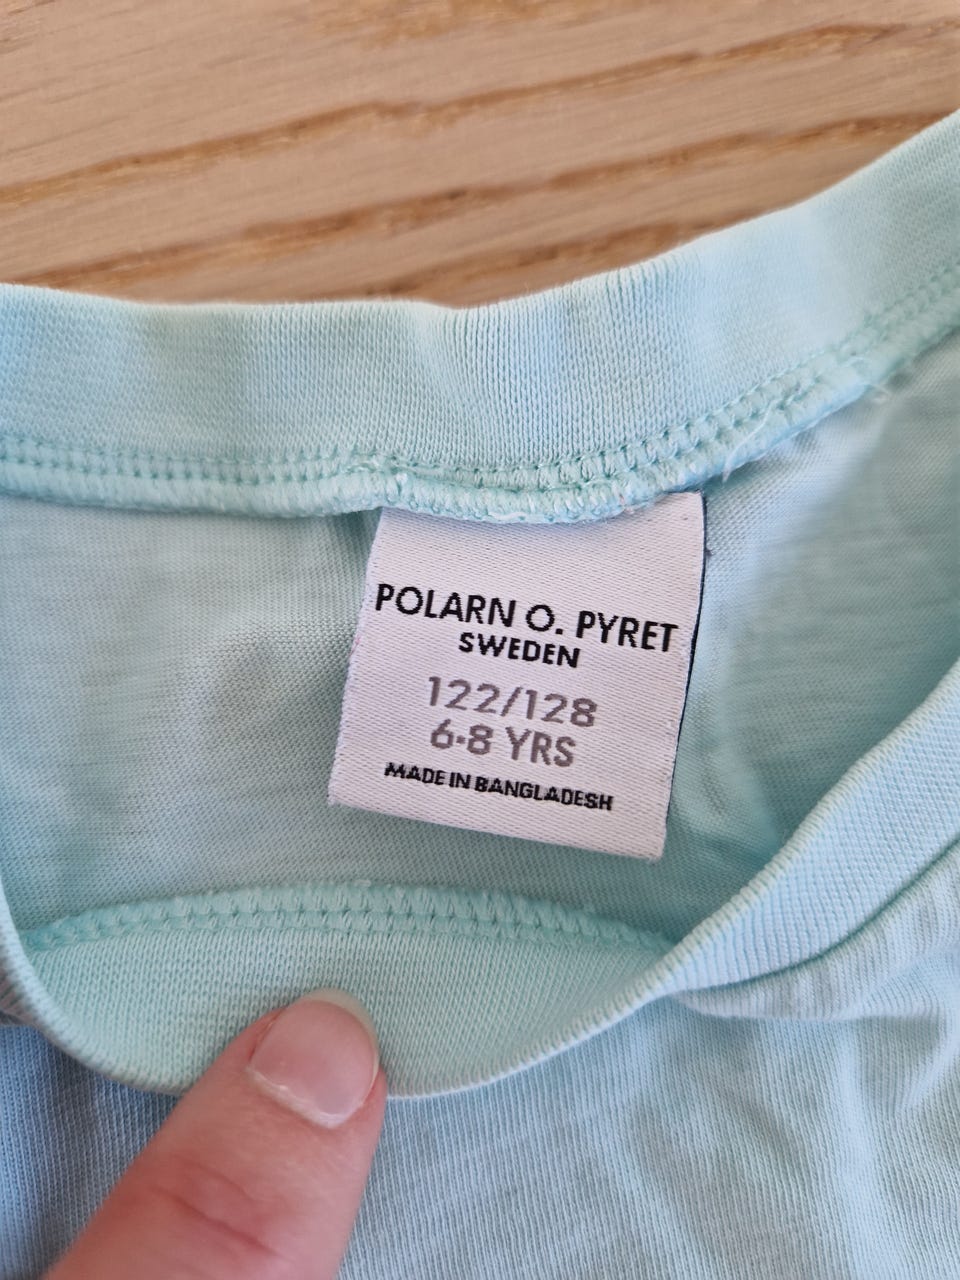 POLARN O. PYRET
SWEDEN
122/128
6-8 YRS
MADE IN BANGLADESH